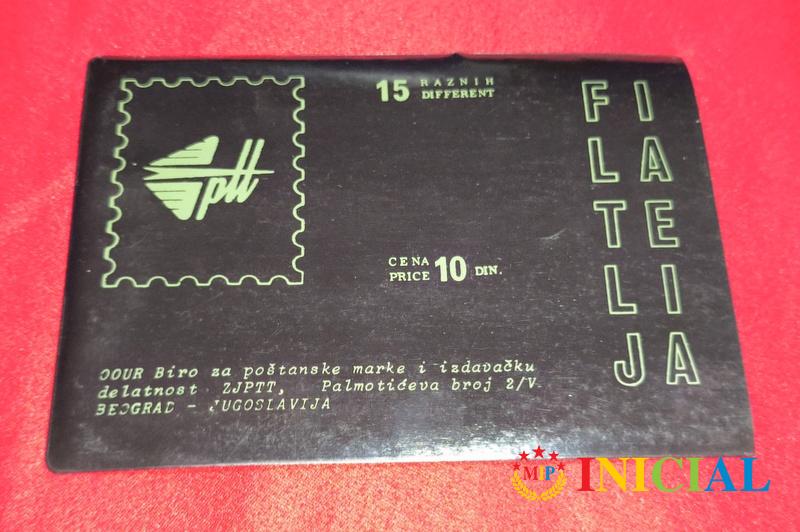 ptt
15 RAZNIH
DIFFERENT
FI
LA
TE
LI
JA
CENA
PRICE 10 DIN.
OOUR Biro za poštanske marke i izdavačku
delatnost ZJPTT, Palmotićeva broj 2/V
BEOGRAD - JUGOSLAVIJA
MIP INICIAL